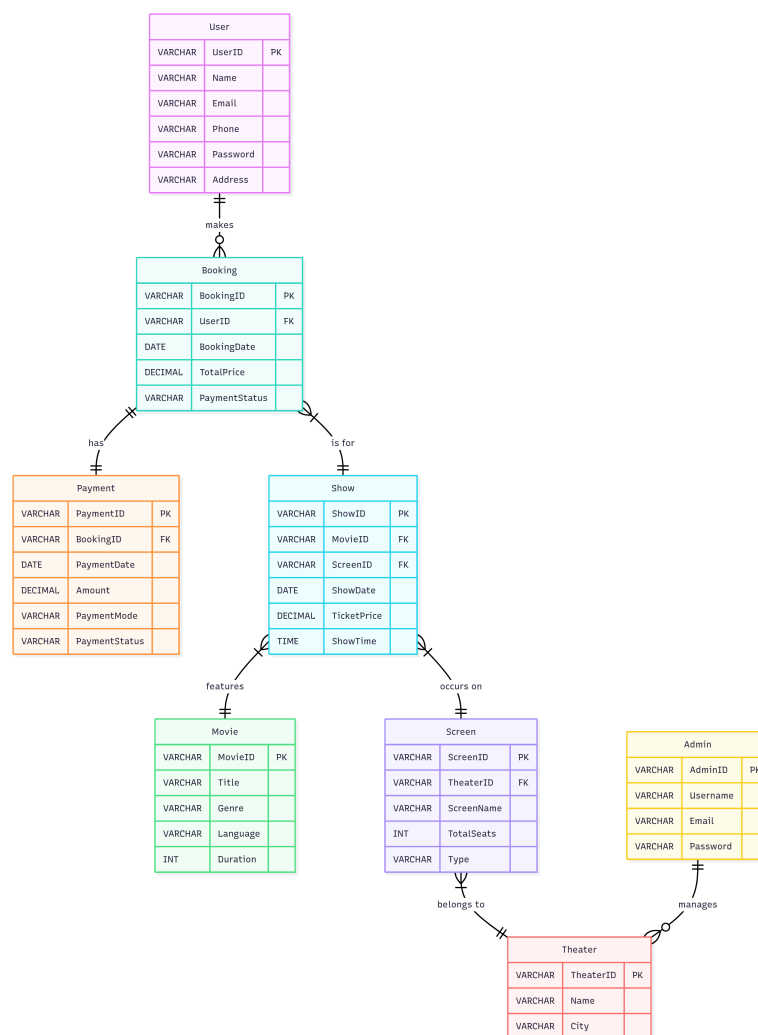 User
VARCHAR UserID PK
VARCHAR Name
VARCHAR Email
VARCHAR Phone
VARCHAR Password
VARCHAR Address
makes
Booking
VARCHAR BookingID PK
VARCHAR UserID FK
DATE BookingDate
DECIMAL TotalPrice
VARCHAR PaymentStatus
has
is for
Payment
VARCHAR PaymentID PK
VARCHAR BookingID FK
DATE PaymentDate
DECIMAL Amount
VARCHAR PaymentMode
VARCHAR PaymentStatus
Show
VARCHAR ShowID PK
VARCHAR MovieID FK
VARCHAR ScreenID FK
DATE ShowDate
DECIMAL TicketPrice
TIME ShowTime
features
occurs on
Movie
VARCHAR MovieID PK
VARCHAR Title
VARCHAR Genre
VARCHAR Language
INT Duration
Screen
VARCHAR ScreenID PK
VARCHAR TheaterID FK
VARCHAR ScreenName
INT TotalSeats
VARCHAR Type
Admin
VARCHAR AdminID PK
VARCHAR Username
VARCHAR Email
VARCHAR Password
belongs to
manages
Theater
VARCHAR TheaterID PK
VARCHAR Name
VARCHAR City